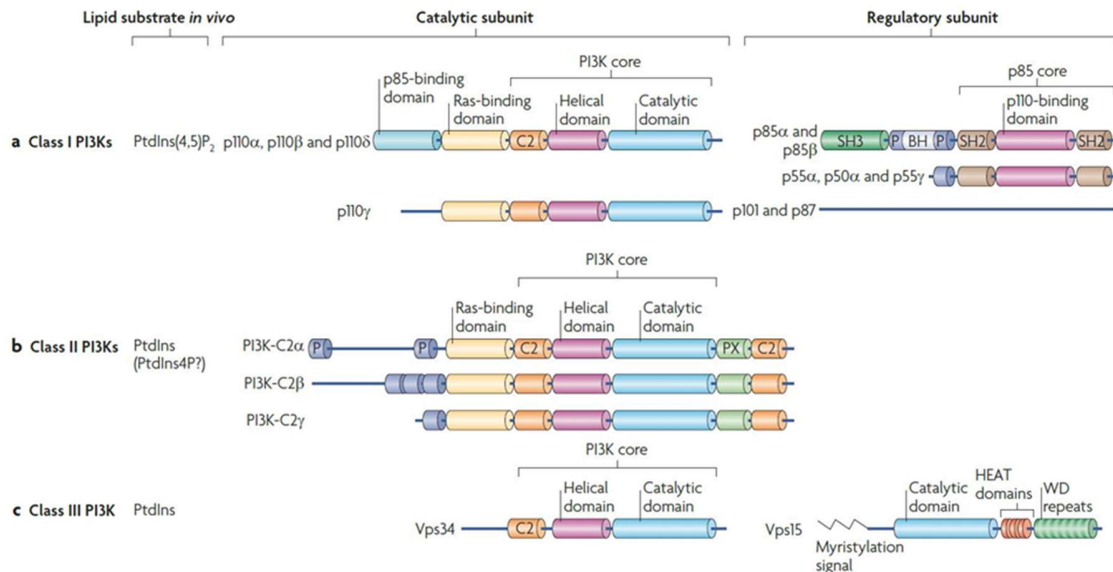 Lipid substrate in vivo Catalytic subunit Regulatory subunit
PI3K core
p85 core
p85-binding
domain
Ras-binding
domain
Helical
domain
Catalytic
domain
p110-binding
domain
a Class I PI3Ks PtdIns(4,5)P₂ p110α, p110β and p110δ C2
p85α and
p85β
SH3 P BH P SH2 SH2
p55α, p50α and p55γ
p110γ
p101 and p87
PI3K core
Ras-binding
domain
Helical
domain
Catalytic
domain
b Class II PI3Ks PtdIns
(PtdIns4P?)
PI3K-C2α P P C2 PX C2
PI3K-C2β
PI3K-C2γ
PI3K core
Helical
domain
Catalytic
domain
c Class III PI3K PtdIns
Vps34 C2
Catalytic
domain
HEAT
domains
WD
repeats
Vps15
Myristylation
signal